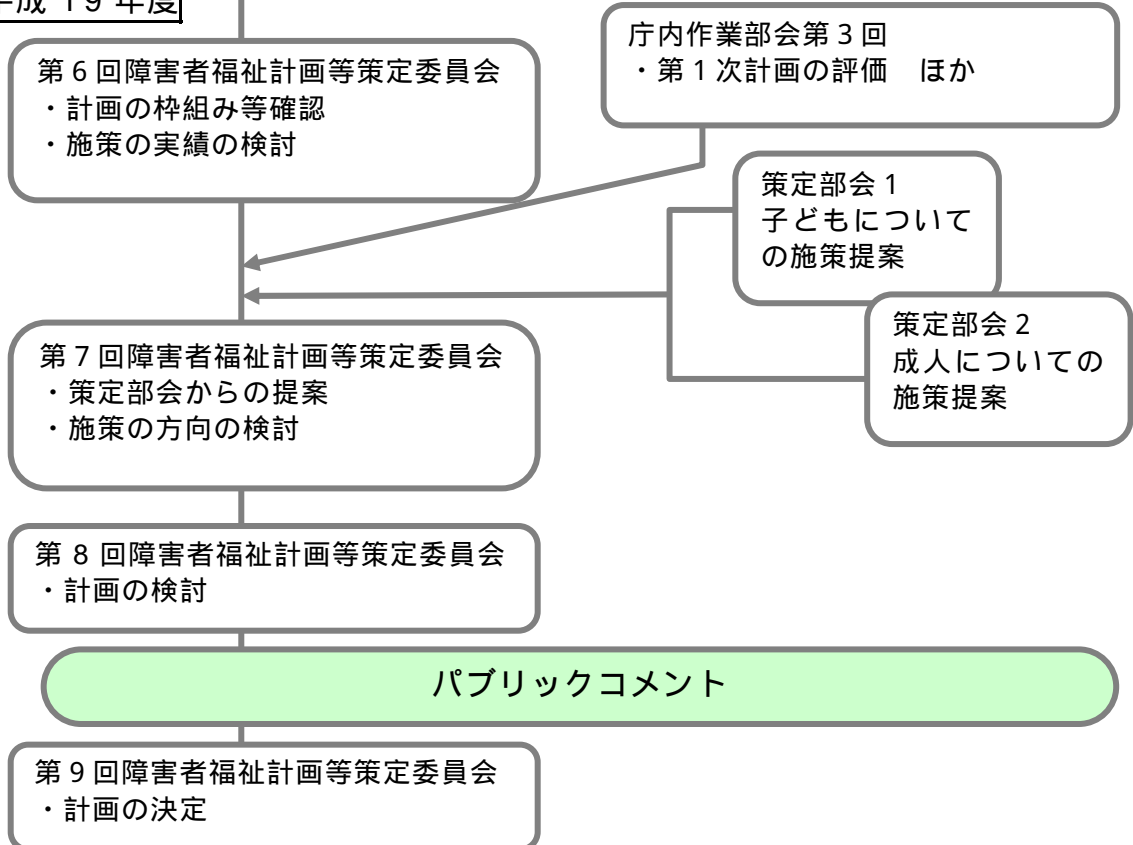 平成 19 年度
第6回障害者福祉計画等策定委員会
・計画の枠組み等確認
・施策の実績の検討
庁内作業部会第3回
・第1次計画の評価　ほか
策定部会1
子どもについて
の施策提案
策定部会2
成人についての
施策提案
第7回障害者福祉計画等策定委員会
・策定部会からの提案
・施策の方向の検討
第8回障害者福祉計画等策定委員会
・計画の検討
パブリックコメント
第9回障害者福祉計画等策定委員会
・計画の決定